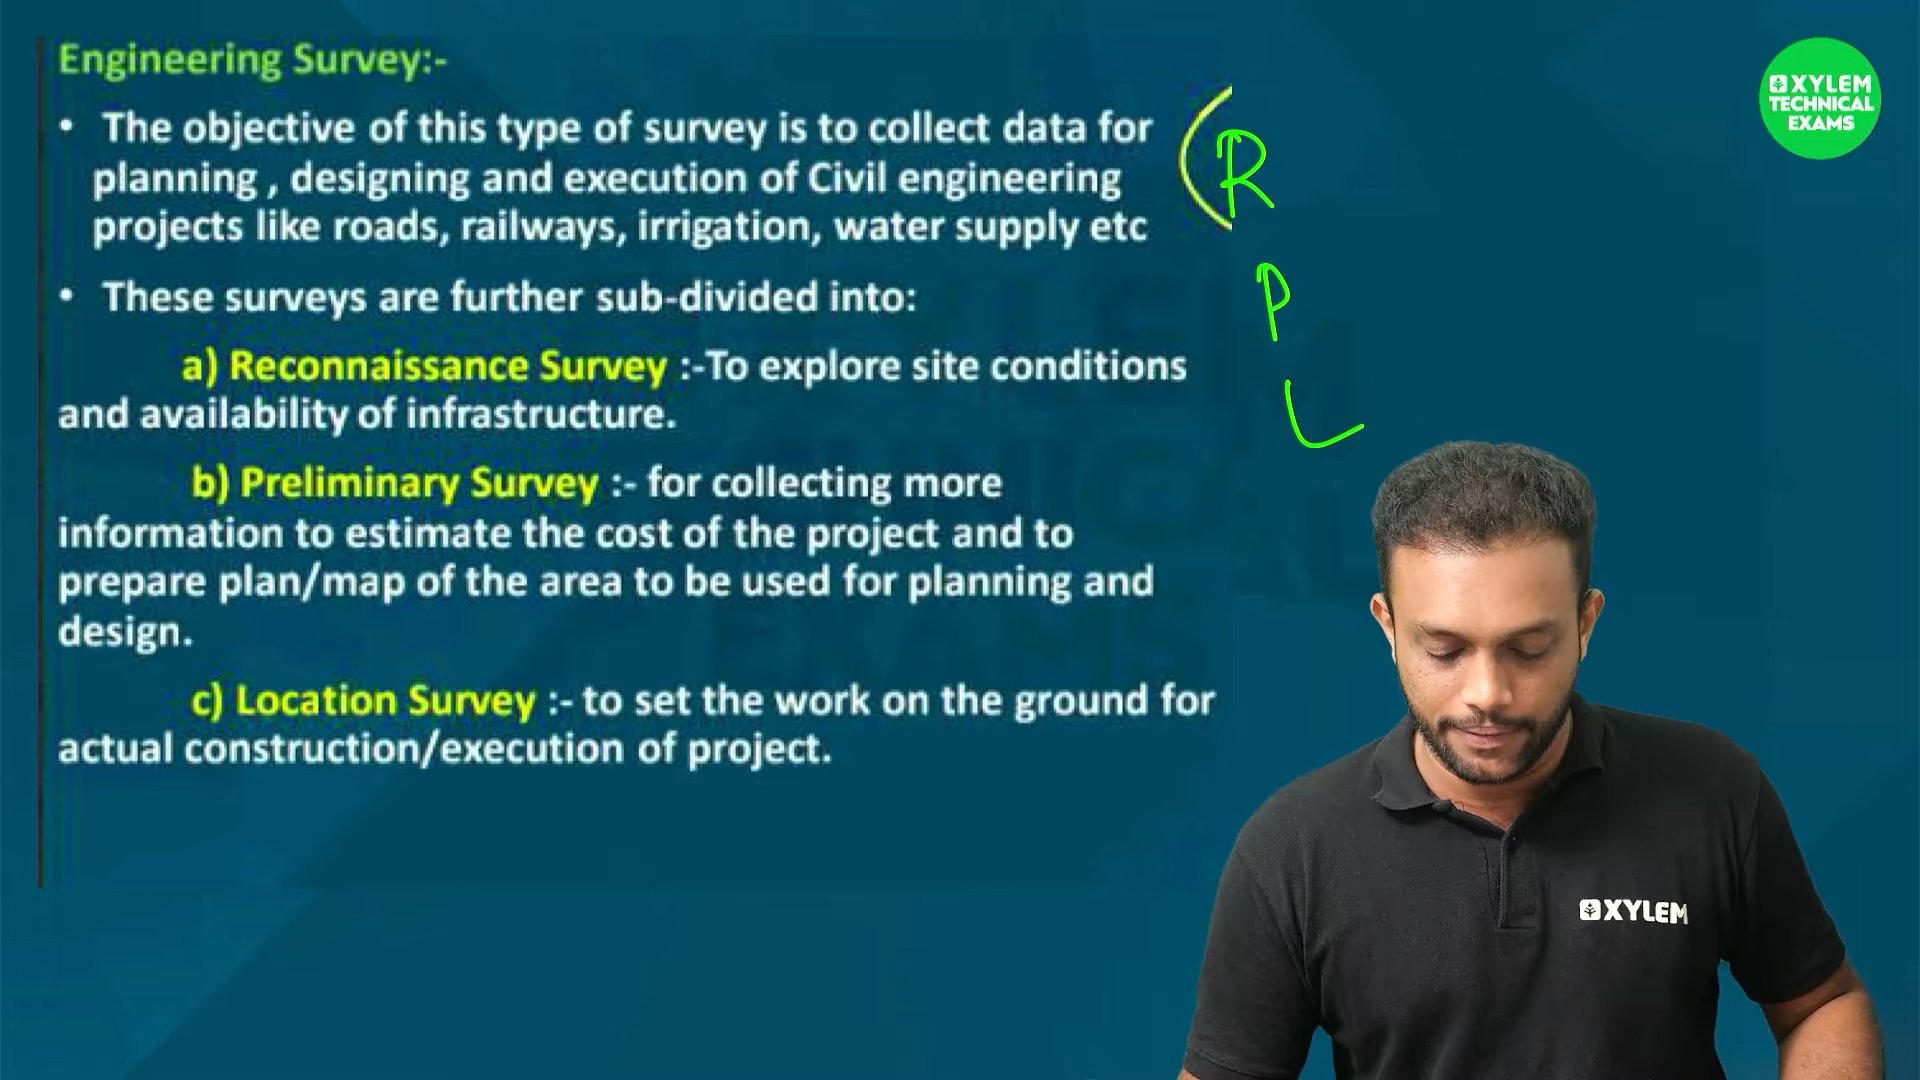 Engineering Survey:-
• The objective of this type of survey is to collect data for
planning , designing and execution of Civil engineering
projects like roads, railways, irrigation, water supply etc
• These surveys are further sub-divided into:
a) Reconnaissance Survey :-To explore site conditions
and availability of infrastructure.
b) Preliminary Survey :- for collecting more
information to estimate the cost of the project and to
prepare plan/map of the area to be used for planning and
design.
c) Location Survey :- to set the work on the ground for
actual construction/execution of project.
R
P
L
XYLEM
TECHNICAL
EXAMS
XYLEM